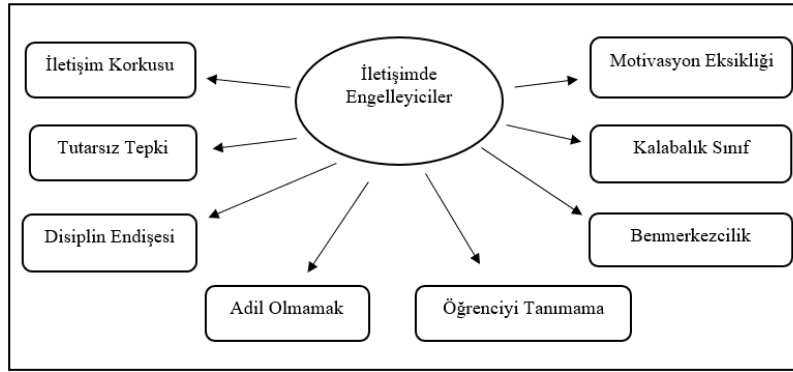 İletişimde
Engelleyiciler
İletişim Korkusu
Motivasyon Eksikliği
Tutarsız Tepki
Kalabalık Sınıf
Disiplin Endişesi
Benmerkezcilik
Adil Olmamak
Öğrenciyi Tanımama